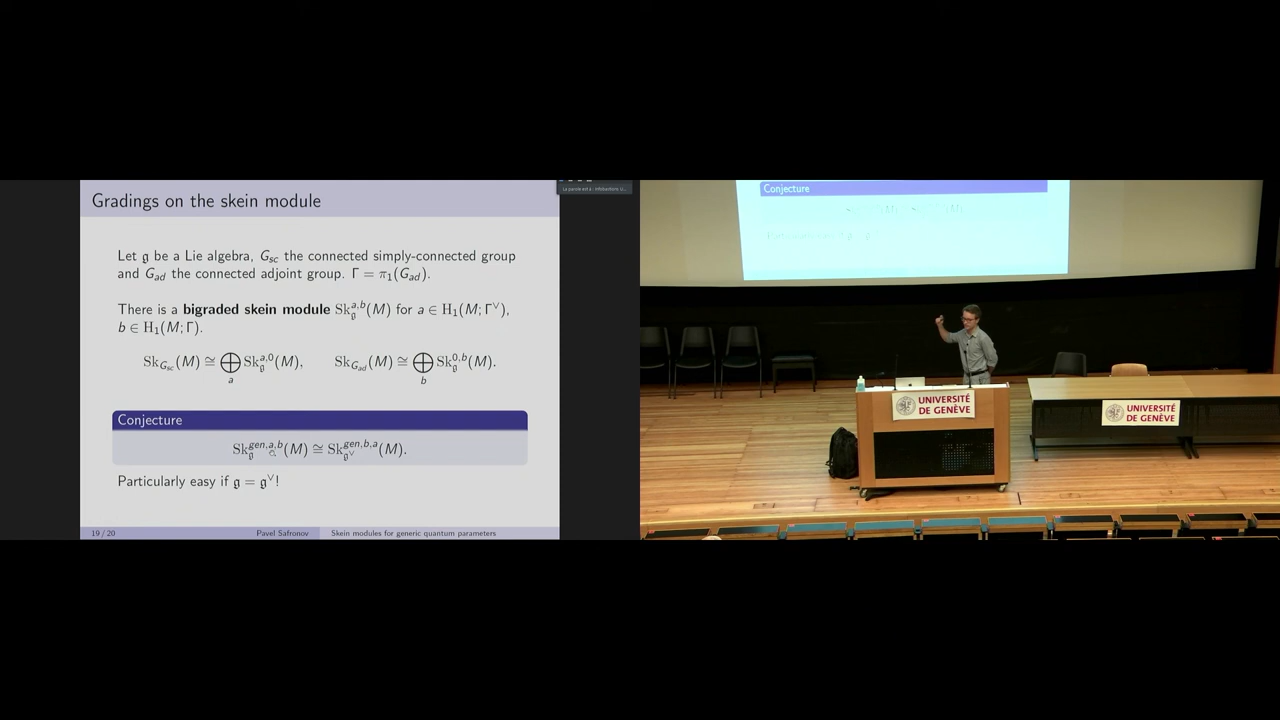 Gradings on the skein module
Let 𝔤 be a Lie algebra, G_sc the connected simply-connected group
and G_ad the connected adjoint group. Γ = π₁(G_ad).
There is a bigraded skein module Sk_𝔤^{a,b}(M) for a ∈ H₁(M; Γ^∨),
b ∈ H₁(M; Γ).
Sk_{G_sc}(M) ≅ ⊕_a Sk_𝔤^{a,0}(M), Sk_{G_ad}(M) ≅ ⊕_b Sk_𝔤^{0,b}(M).
Conjecture
Sk_𝔤^{gen,a,b}(M) ≅ Sk_{𝔤^∨}^{gen,b,a}(M).
Particularly easy if 𝔤 = 𝔤^∨!
19 / 20 Pavel Safronov Skein modules for generic quantum parameters
Conjecture
UNIVERSITÉ
DE GENÈVE
UNIVERSITÉ
DE GENÈVE